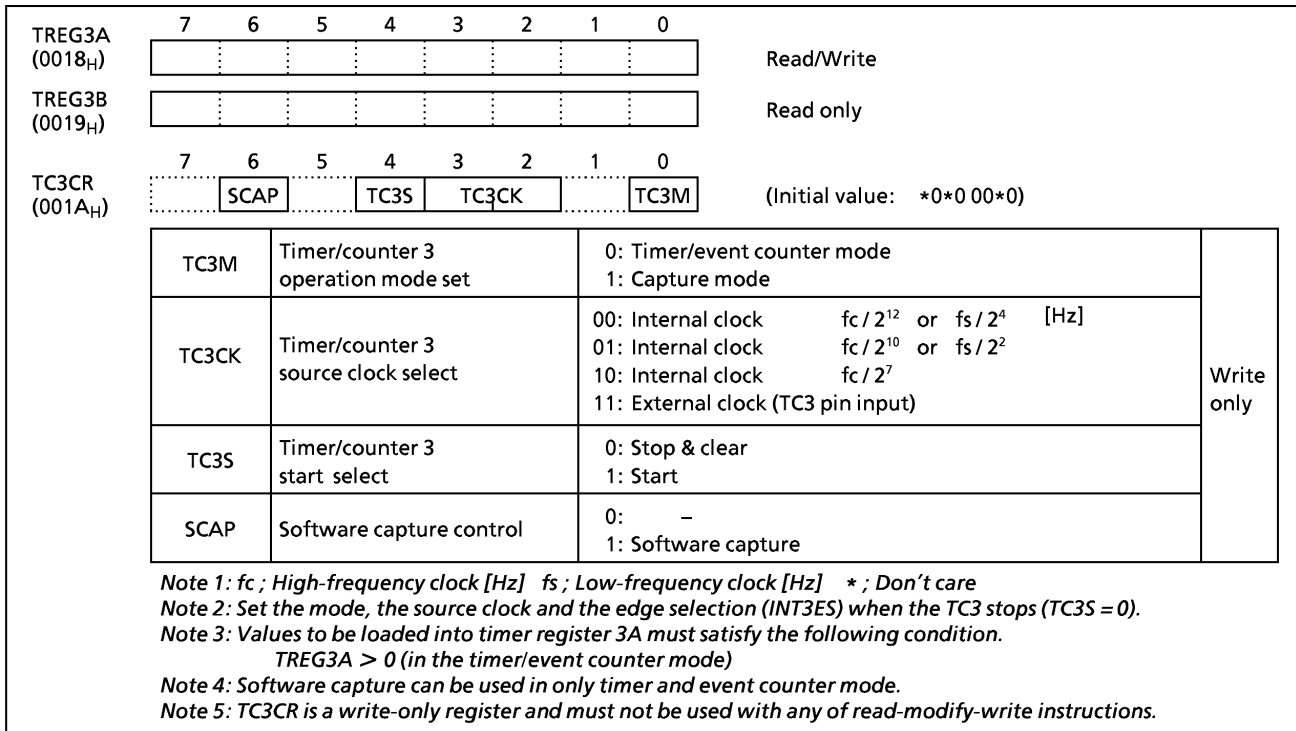 7 6 5 4 3 2 1 0
TREG3A
(0018H)
Read/Write
TREG3B
(0019H)
Read only
7 6 5 4 3 2 1 0
TC3CR
(001AH)
SCAP TC3S TC3CK TC3M (Initial value: *0*0 00*0)
TC3M
Timer/counter 3
operation mode set
0: Timer/event counter mode
1: Capture mode
TC3CK
Timer/counter 3
source clock select
00: Internal clock fc / 2¹² or fs / 2⁴ [Hz]
01: Internal clock fc / 2¹⁰ or fs / 2²
10: Internal clock fc / 2⁷
11: External clock (TC3 pin input)
Write
only
TC3S
Timer/counter 3
start select
0: Stop & clear
1: Start
SCAP
Software capture control
0: –
1: Software capture
Note 1: fc ; High-frequency clock [Hz] fs ; Low-frequency clock [Hz] * ; Don't care
Note 2: Set the mode, the source clock and the edge selection (INT3ES) when the TC3 stops (TC3S = 0).
Note 3: Values to be loaded into timer register 3A must satisfy the following condition.
TREG3A > 0 (in the timer/event counter mode)
Note 4: Software capture can be used in only timer and event counter mode.
Note 5: TC3CR is a write-only register and must not be used with any of read-modify-write instructions.